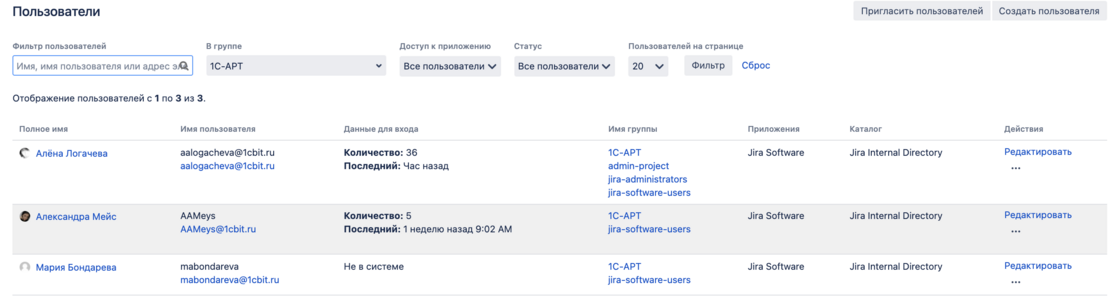 Пользователи
Пригласить пользователей
Создать пользователя
Фильтр пользователей
В группе
Доступ к приложению
Статус
Пользователей на странице
Имя, имя пользователя или адрес эл
1C-APT
Все пользователи
Все пользователи
20
Фильтр
Сброс
Отображение пользователей с 1 по 3 из 3.
Полное имя
Имя пользователя
Данные для входа
Имя группы
Приложения
Каталог
Действия
Алёна Логачева
aalogacheva@1cbit.ru
aalogacheva@1cbit.ru
Количество: 36
Последний: Час назад
1C-APT
admin-project
jira-administrators
jira-software-users
Jira Software
Jira Internal Directory
Редактировать
...
Александра Мейс
AAMeys
AAMeys@1cbit.ru
Количество: 5
Последний: 1 неделю назад 9:02 AM
1C-APT
jira-software-users
Jira Software
Jira Internal Directory
Редактировать
...
Мария Бондарева
mabondareva
mabondareva@1cbit.ru
Не в системе
1C-APT
jira-software-users
Jira Software
Jira Internal Directory
Редактировать
...